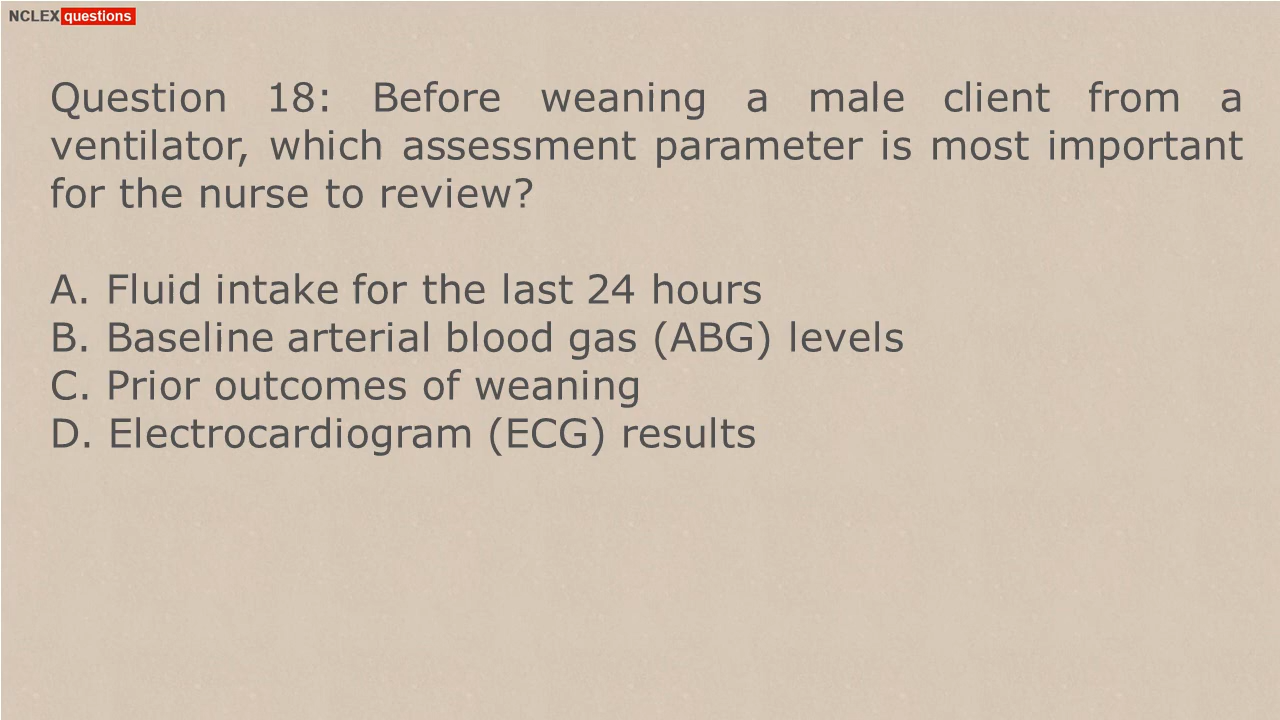 NCLEX questions
Question 18: Before weaning a male client from a
ventilator, which assessment parameter is most important
for the nurse to review?
A. Fluid intake for the last 24 hours
B. Baseline arterial blood gas (ABG) levels
C. Prior outcomes of weaning
D. Electrocardiogram (ECG) results